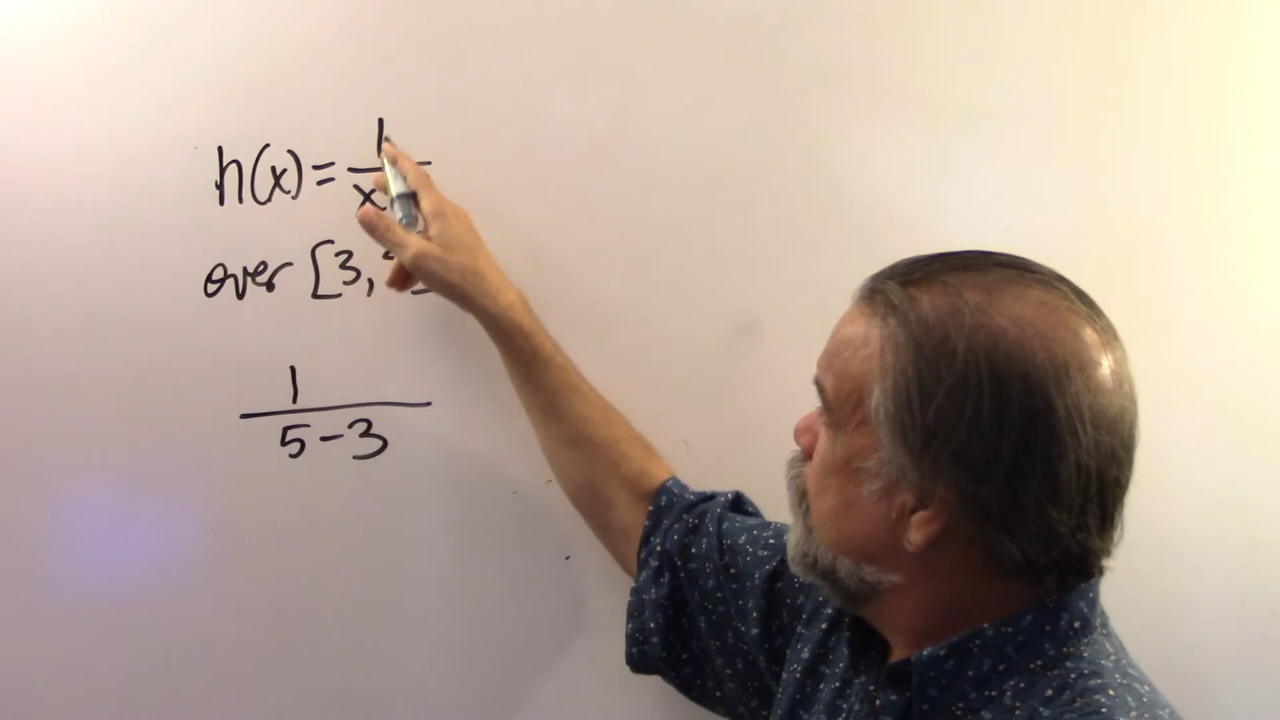 h(x) = 1/x
over [3,
1
5-3